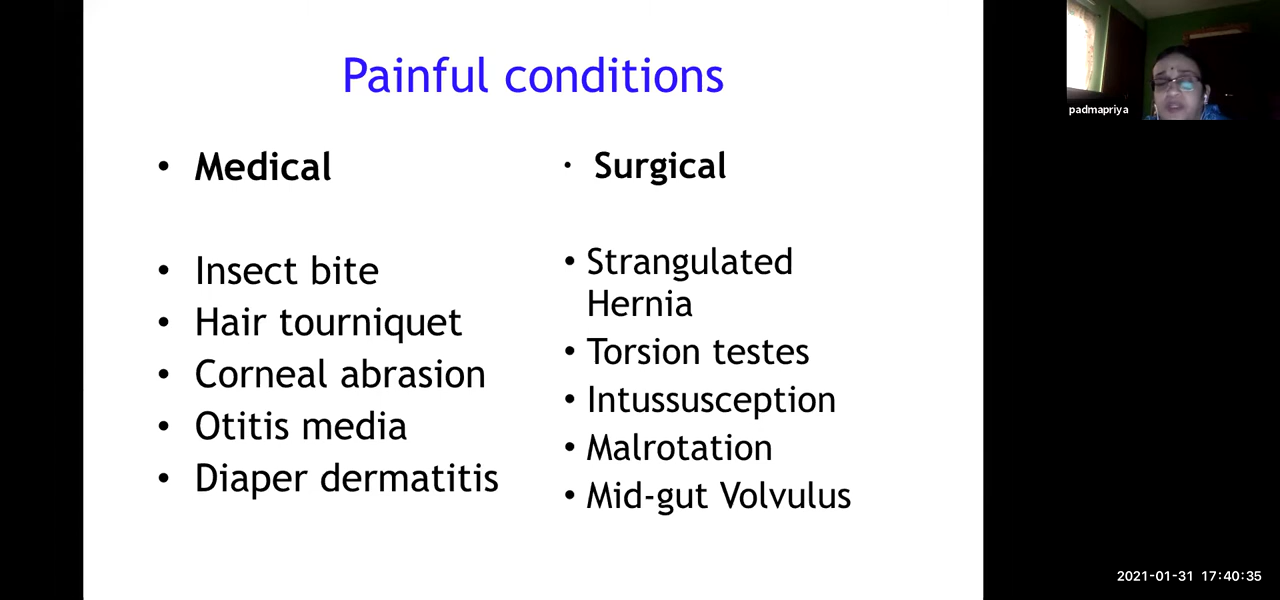 Painful conditions
• Medical
• Insect bite
• Hair tourniquet
• Corneal abrasion
• Otitis media
• Diaper dermatitis
• Surgical
• Strangulated
Hernia
• Torsion testes
• Intussusception
• Malrotation
• Mid-gut Volvulus
padmapriya
2021-01-31 17:40:35